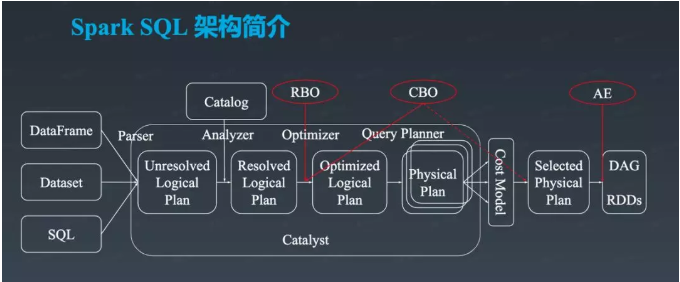 Spark SQL 架构简介
RBO
CBO
AE
Catalog
DataFrame
Parser
Analyzer
Optimizer
Query Planner
Dataset
Unresolved
Logical
Plan
Resolved
Logical
Plan
Optimized
Logical
Plan
Physical
Plan
Cost Model
Selected
Physical
Plan
DAG
RDDs
SQL
Catalyst